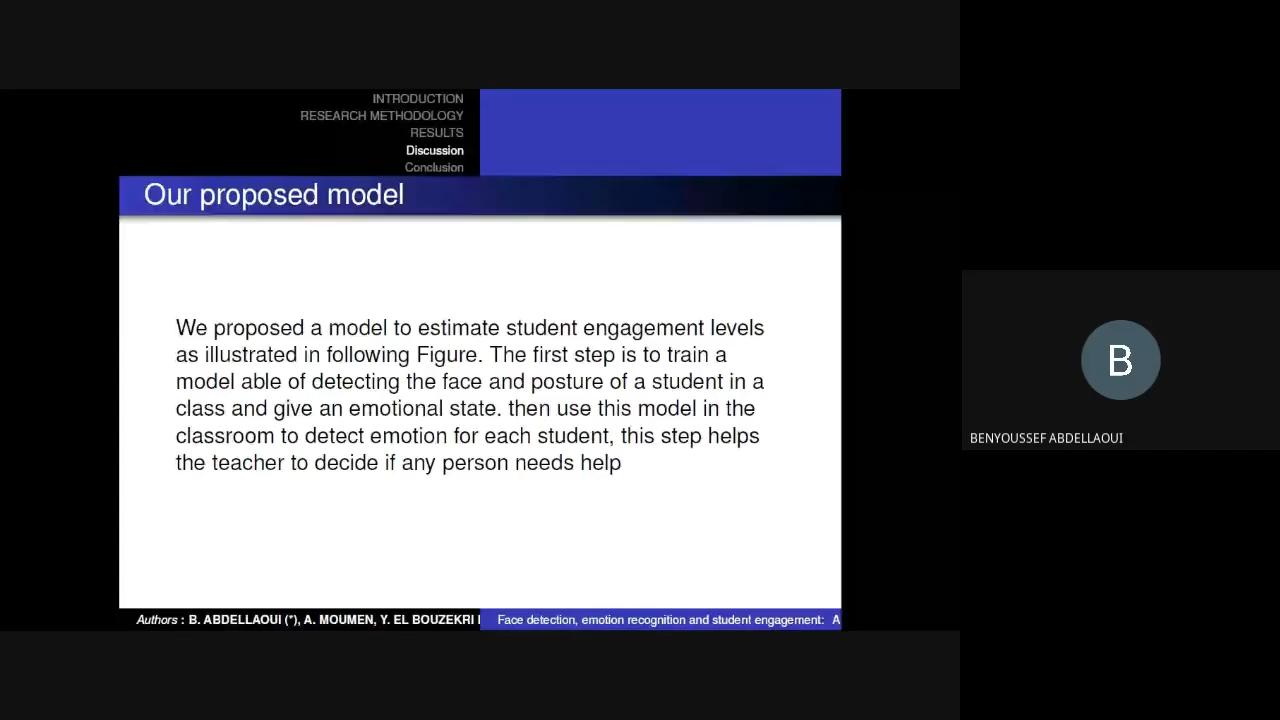 INTRODUCTION
RESEARCH METHODOLOGY
RESULTS
Discussion
Conclusion
Our proposed model
We proposed a model to estimate student engagement levels
as illustrated in following Figure. The first step is to train a
model able of detecting the face and posture of a student in a
class and give an emotional state. then use this model in the
classroom to detect emotion for each student, this step helps
the teacher to decide if any person needs help
Authors : B. ABDELLAOUI (*), A. MOUMEN, Y. EL BOUZEKRI
Face detection, emotion recognition and student engagement: A
B
BENYOUSSEF ABDELLAOUI